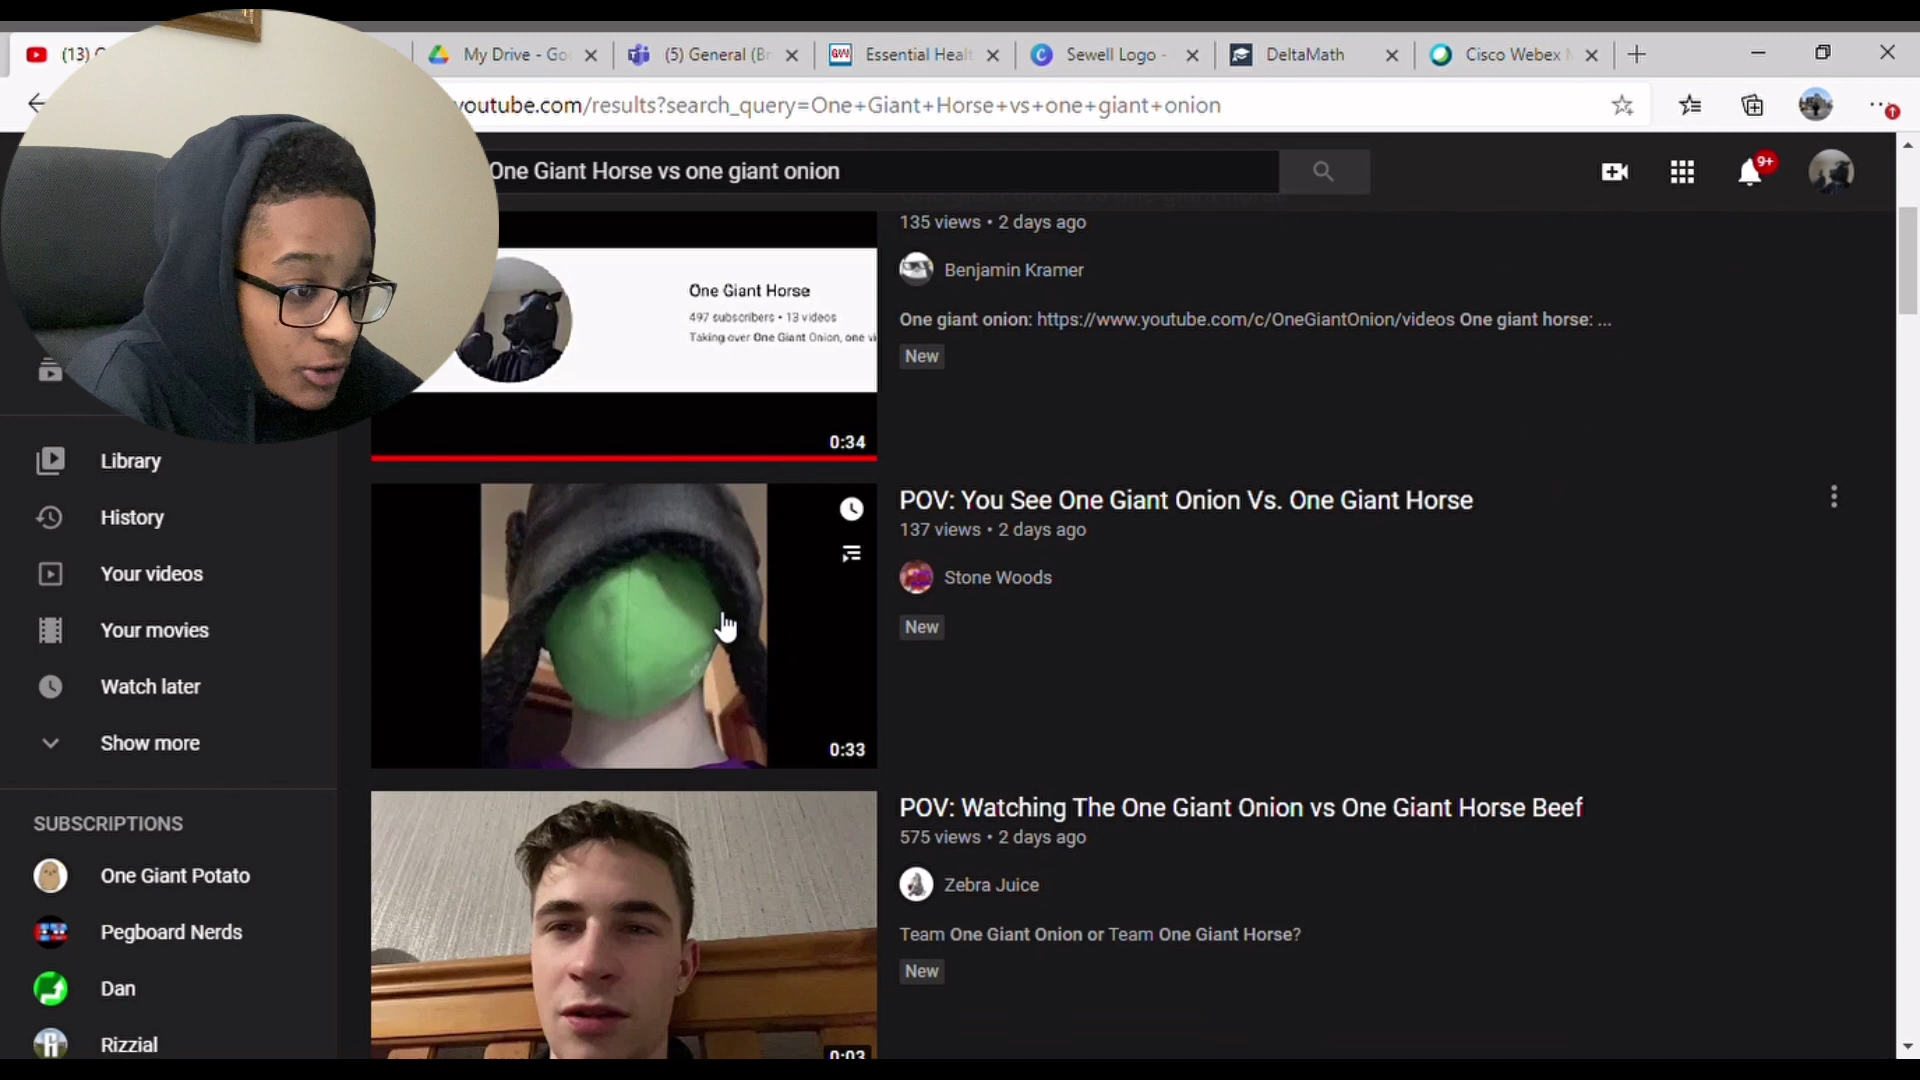 (13)
My Drive - Go
(5) General (B
Essential Healt
Sewell Logo -
DeltaMath
Cisco Webex
youtube.com/results?search_query=One+Giant+Horse+vs+one+giant+onion
One Giant Horse vs one giant onion
9+
135 views • 2 days ago
Benjamin Kramer
One giant onion: https://www.youtube.com/c/OneGiantOnion/videos One giant horse: ...
New
One Giant Horse
497 subscribers • 13 videos
Taking over One Giant Onion, one vi
0:34
Library
History
Your videos
Your movies
Watch later
Show more
POV: You See One Giant Onion Vs. One Giant Horse
137 views • 2 days ago
Stone Woods
New
0:33
SUBSCRIPTIONS
One Giant Potato
Pegboard Nerds
Dan
Rizzial
POV: Watching The One Giant Onion vs One Giant Horse Beef
575 views • 2 days ago
Zebra Juice
Team One Giant Onion or Team One Giant Horse?
New
0:03